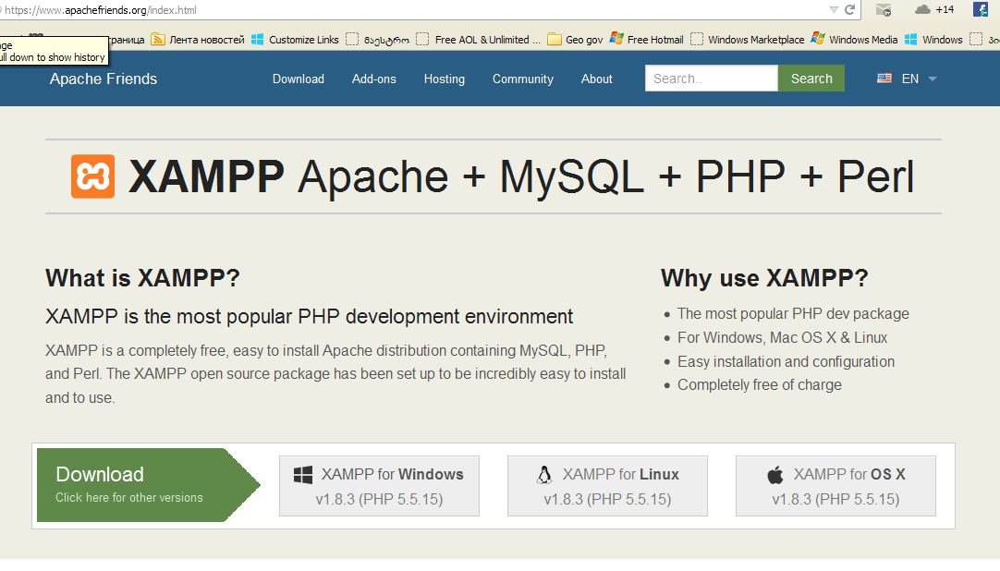 https://www.apachefriends.org/index.html
+14
страница Лента новостей Customize Links მაესტრო Free AOL & Unlimited ... Geo gov Free Hotmail Windows Marketplace Windows Media Windows
ull down to show history
Apache Friends Download Add-ons Hosting Community About Search.. Search EN
XAMPP Apache + MySQL + PHP + Perl
What is XAMPP?
XAMPP is the most popular PHP development environment
XAMPP is a completely free, easy to install Apache distribution containing MySQL, PHP,
and Perl. The XAMPP open source package has been set up to be incredibly easy to install
and to use.
Why use XAMPP?
The most popular PHP dev package
For Windows, Mac OS X & Linux
Easy installation and configuration
Completely free of charge
Download
Click here for other versions
XAMPP for Windows
v1.8.3 (PHP 5.5.15)
XAMPP for Linux
v1.8.3 (PHP 5.5.15)
XAMPP for OS X
v1.8.3 (PHP 5.5.15)